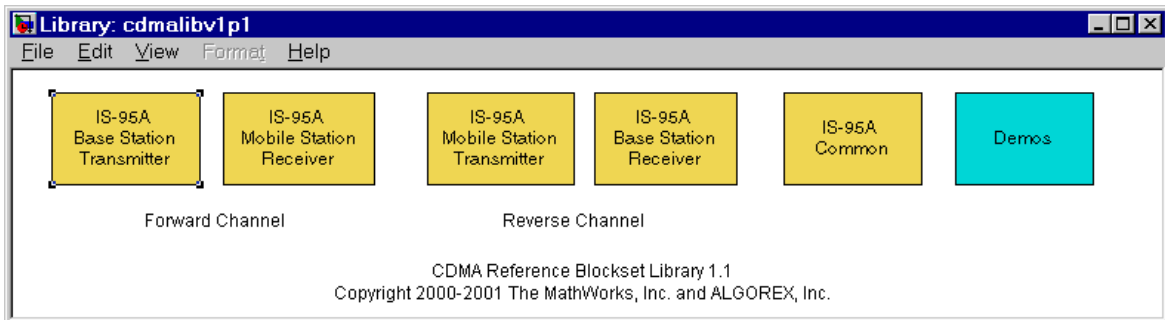 Library: cdmalibv1p1
File Edit View Format Help
IS-95A
Base Station
Transmitter
IS-95A
Mobile Station
Receiver
IS-95A
Mobile Station
Transmitter
IS-95A
Base Station
Receiver
IS-95A
Common
Demos
Forward Channel
Reverse Channel
CDMA Reference Blockset Library 1.1
Copyright 2000-2001 The MathWorks, Inc. and ALGOREX, Inc.